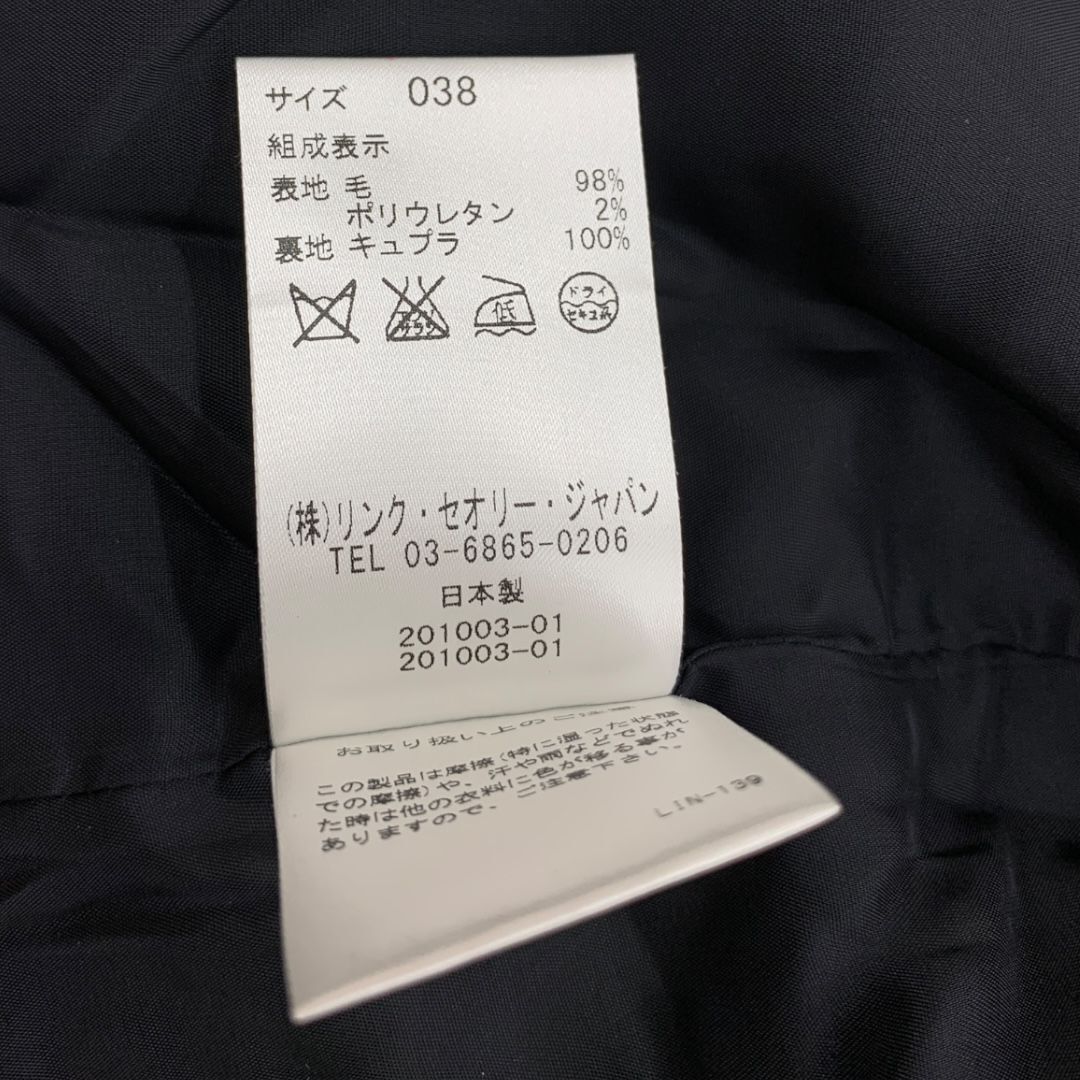 サイズ 038
組成表示
表地 毛 98%
ポリウレタン 2%
裏地 キュプラ 100%
エンソサラシ
低
ドライ
セキユ系
(株)リンク・セオリー・ジャパン
TEL 03-6865-0206
日本製
201003-01
201003-01
お取り扱い上のご注意
この製品は摩擦(特に湿った状態
での摩擦)や、汗や雨などでぬれ
た時は他の衣料に色が移る事が
ありますので、ご注意下さい。
LIN-139